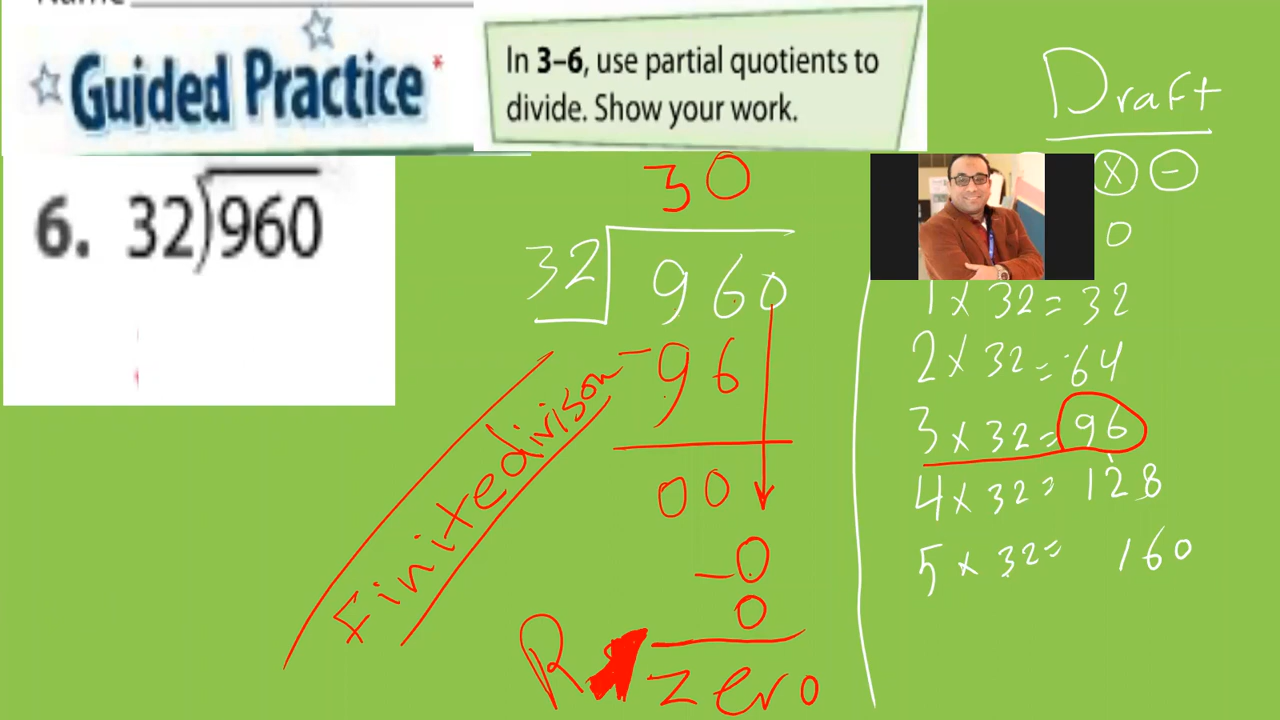 Name
Guided Practice *
In 3–6, use partial quotients to
divide. Show your work.
6. 32)960
30
32 960
-96
00
-0
0
R zero
Finite divison
Draft
× -
0
1 × 32 = 32
2 × 32 = 64
3 × 32 = 96
4 × 32 = 128
5 × 32 = 160